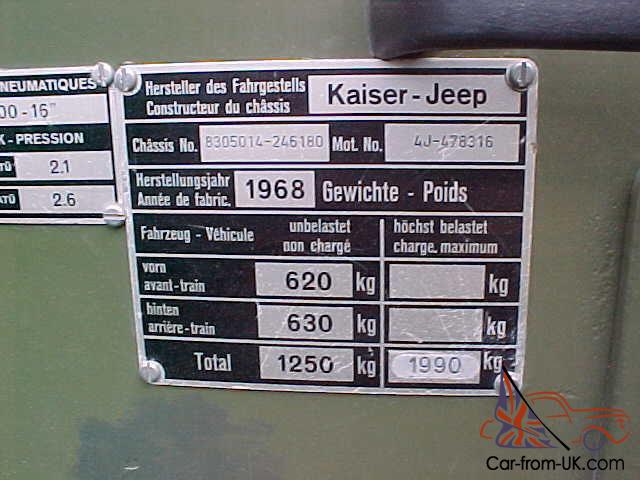 NEUMATIQUES
00-16"
K - PRESSION
ATÜ 2.1
ATÜ 2.6
Hersteller des Fahrgestells
Constructeur du châssis
Kaiser-Jeep
Châssis No. 8305014-246180 Mot. No. 4J-478316
Herstellungsjahr
Année de fabric.
1968 Gewichte - Poids
Fahrzeug - Véhicule
unbelastet
non chargé
höchst belastet
charge. maximum
vorn
avant-train
620 kg kg
hinten
arrière-train
630 kg kg
Total 1250 kg 1990 kg
Car-from-UK.com